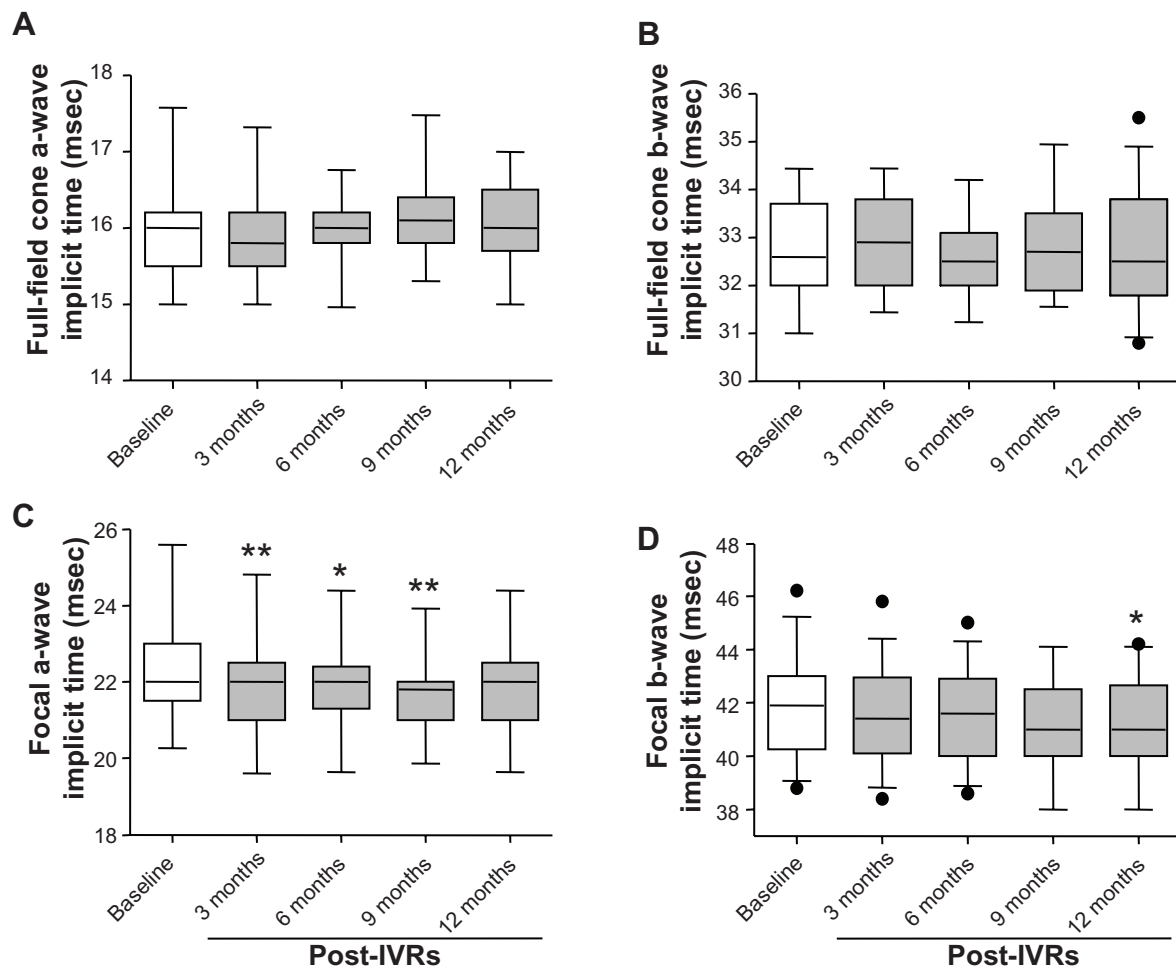 A
Full-field cone a-wave
implicit time (msec)
18
17
16
15
14
Baseline
3 months
6 months
9 months
12 months
B
Full-field cone b-wave
implicit time (msec)
36
35
34
33
32
31
30
Baseline
3 months
6 months
9 months
12 months
C
Focal a-wave
implicit time (msec)
26
24
22
20
18
**
*
**
Baseline
3 months
6 months
9 months
12 months
Post-IVRs
D
Focal b-wave
implicit time (msec)
48
46
44
42
40
38
*
Baseline
3 months
6 months
9 months
12 months
Post-IVRs